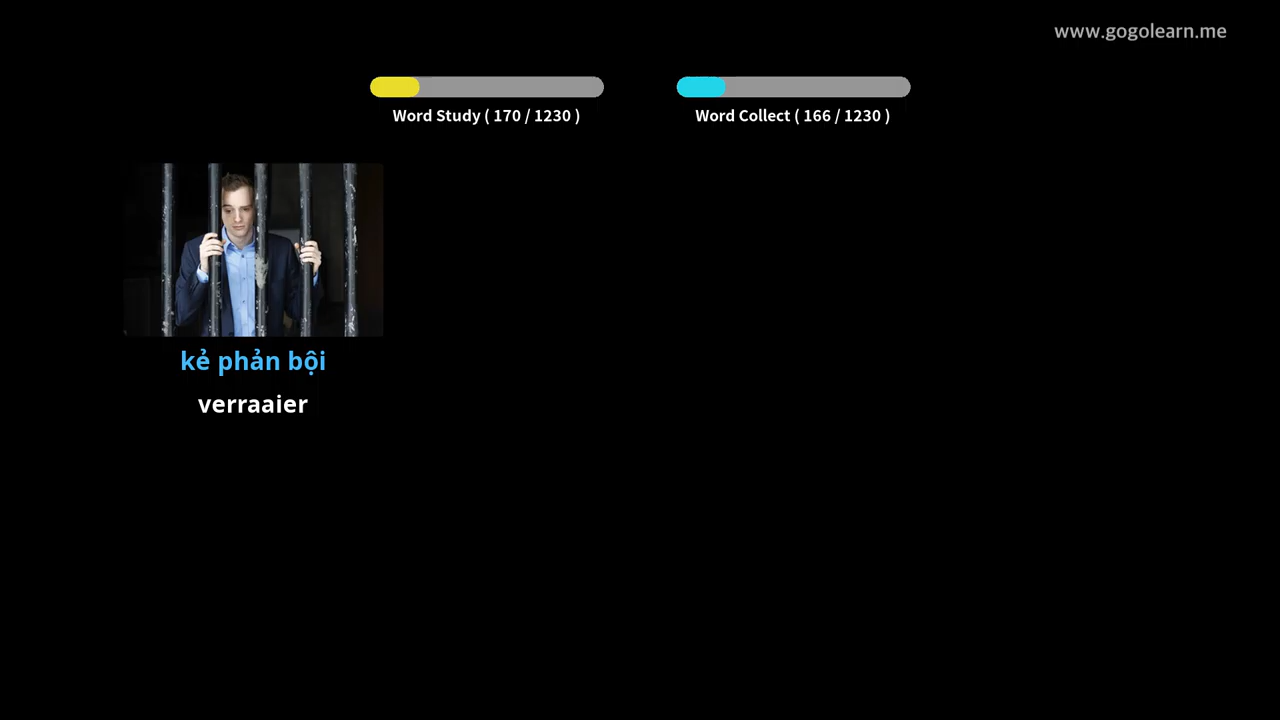 www.gogolearn.me
Word Study ( 170 / 1230 )
Word Collect ( 166 / 1230 )
kẻ phản bội
verraaier